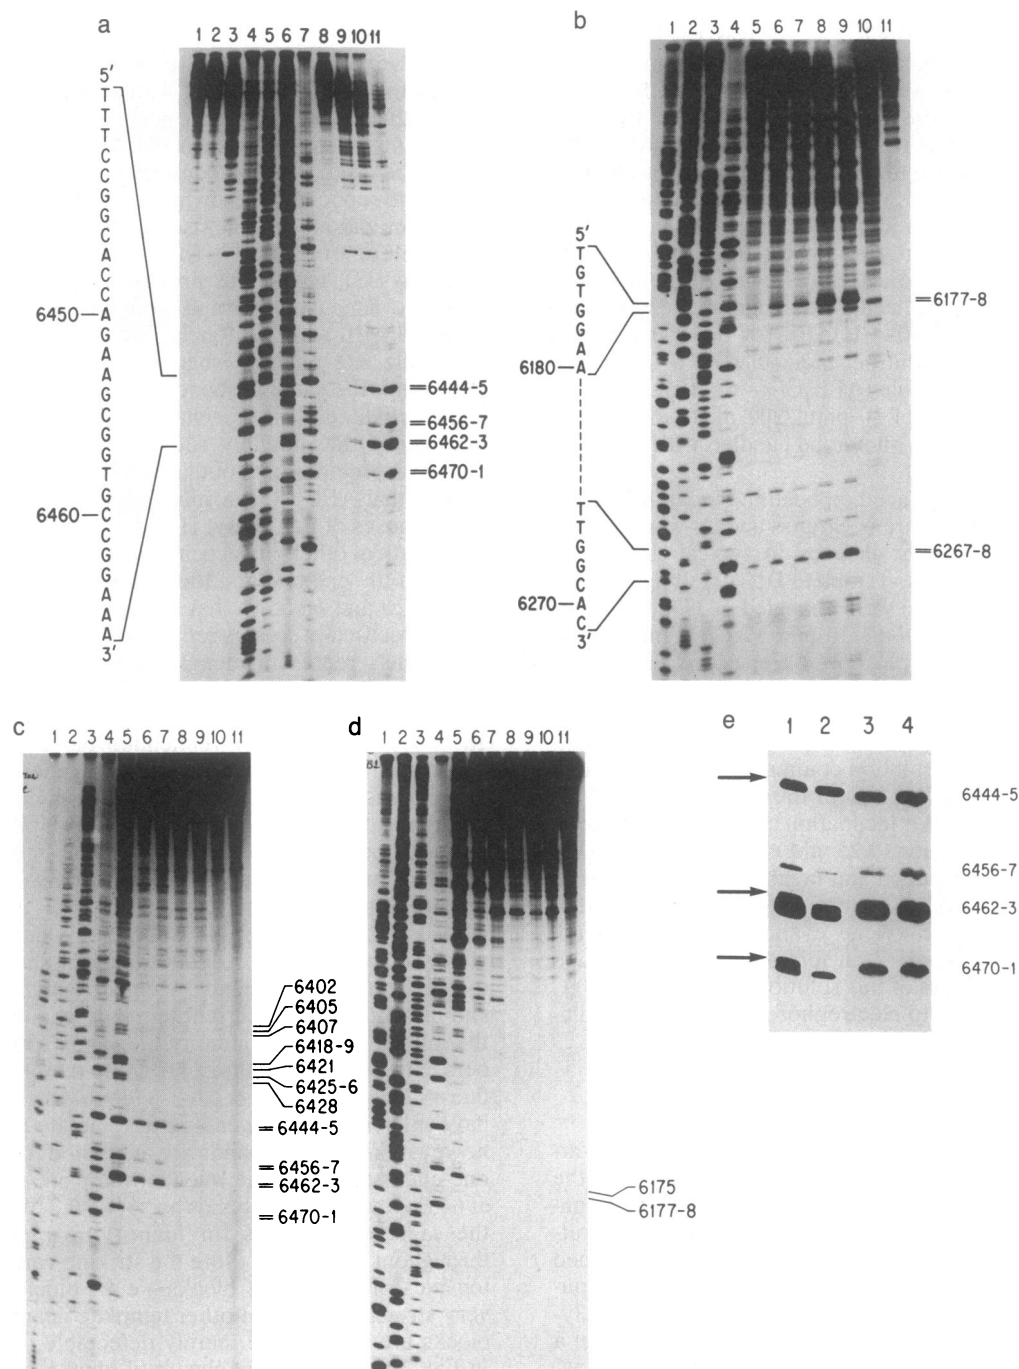 a
1 2 3 4 5 6 7 8 9 10 11
5'
T
T
T
C
C
G
G
C
A
C
C
6450 A
G
A
A
G
C
G
G
T
G
6460 C
C
G
G
A
A
A
3'
6444-5
6456-7
6462-3
6470-1
b
1 2 3 4 5 6 7 8 9 10 11
5'
T
G
T
G
G
A
6180 A
T
T
G
G
C
6270 A
C
3'
6177-8
6267-8
c
1 2 3 4 5 6 7 8 9 10 11
6402
6405
6407
6418-9
6421
6425-6
6428
6444-5
6456-7
6462-3
6470-1
d
1 2 3 4 5 6 7 8 9 10 11
6175
6177-8
e
1 2 3 4
6444-5
6456-7
6462-3
6470-1